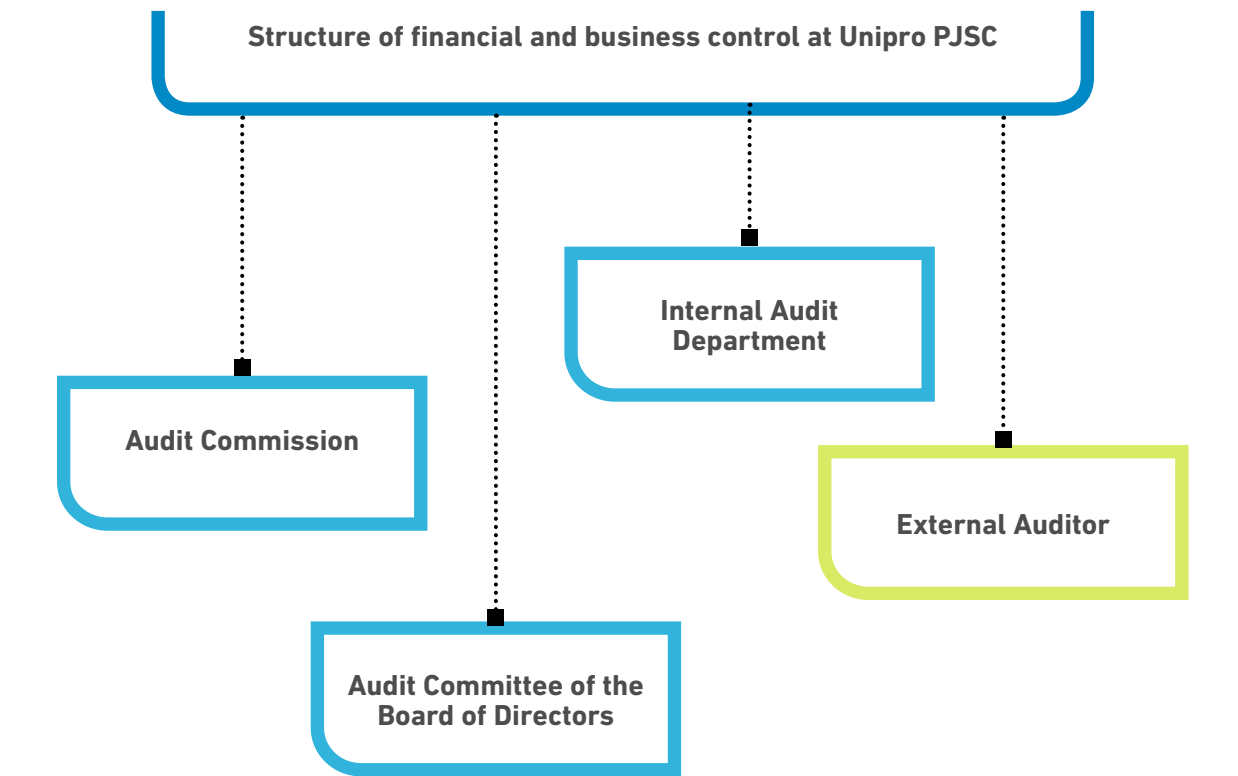 Structure of financial and business control at Unipro PJSC
Internal Audit
Department
Audit Commission
External Auditor
Audit Committee of the
Board of Directors